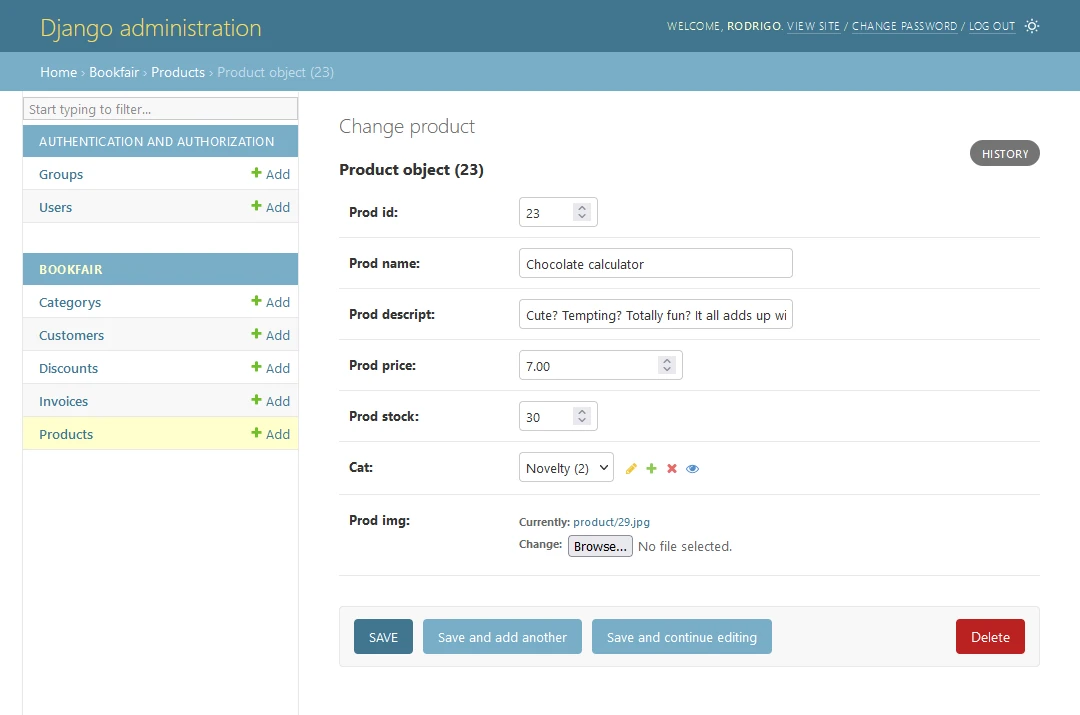 Django administration
WELCOME, RODRIGO. VIEW SITE / CHANGE PASSWORD / LOG OUT
Home › Bookfair › Products › Product object (23)
Start typing to filter...
AUTHENTICATION AND AUTHORIZATION
Groups + Add
Users + Add
BOOKFAIR
Categorys + Add
Customers + Add
Discounts + Add
Invoices + Add
Products + Add
Change product
HISTORY
Product object (23)
Prod id: 23
Prod name: Chocolate calculator
Prod descript: Cute? Tempting? Totally fun? It all adds up wi
Prod price: 7.00
Prod stock: 30
Cat: Novelty (2)
Prod img: Currently: product/29.jpg
Change: Browse... No file selected.
SAVE Save and add another Save and continue editing Delete